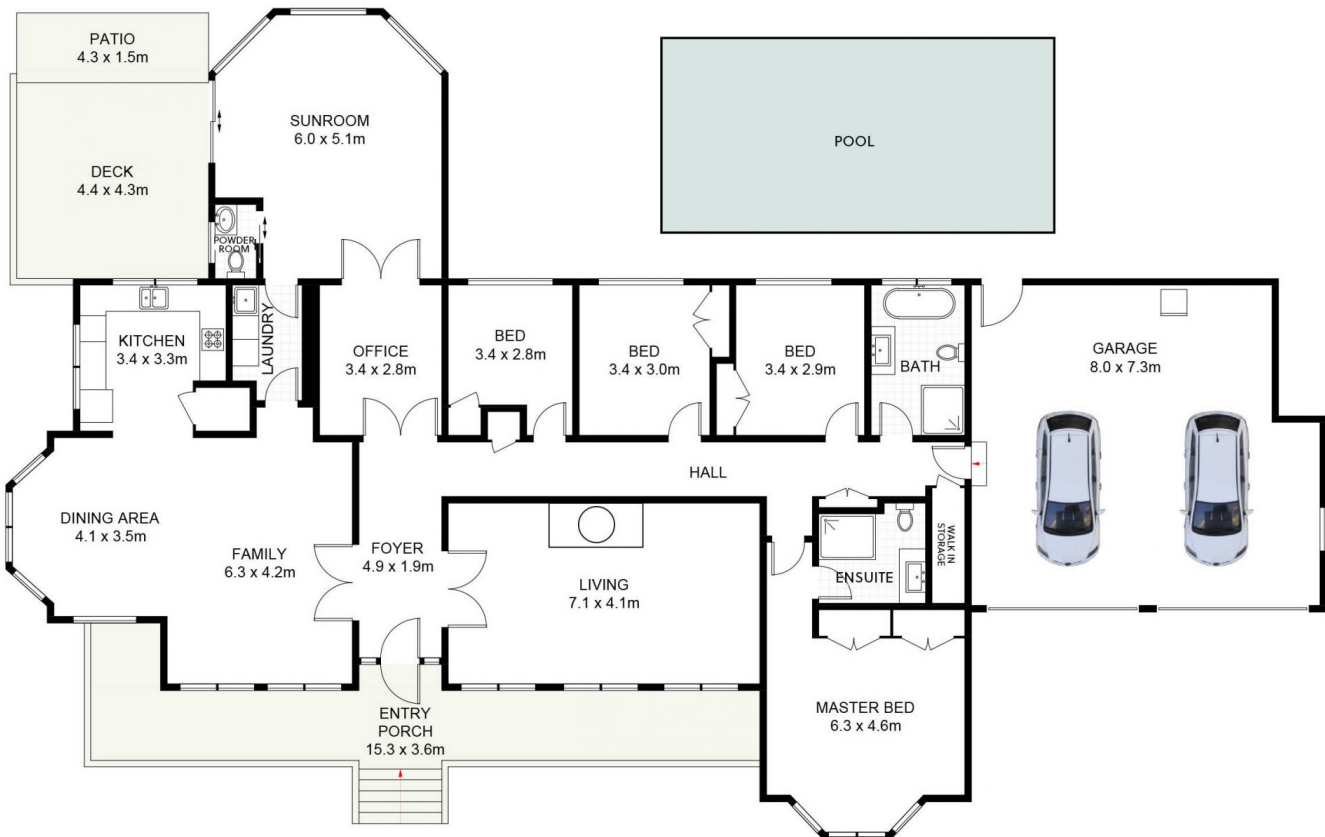 PATIO
4.3 x 1.5m
SUNROOM
6.0 x 5.1m
POOL
DECK
4.4 x 4.3m
POWDER
ROOM
KITCHEN
3.4 x 3.3m
LAUNDRY
OFFICE
3.4 x 2.8m
BED
3.4 x 2.8m
BED
3.4 x 3.0m
BED
3.4 x 2.9m
BATH
GARAGE
8.0 x 7.3m
HALL
DINING AREA
4.1 x 3.5m
FAMILY
6.3 x 4.2m
FOYER
4.9 x 1.9m
LIVING
7.1 x 4.1m
ENSUITE
WALK IN
STORAGE
ENTRY
PORCH
15.3 x 3.6m
MASTER BED
6.3 x 4.6m